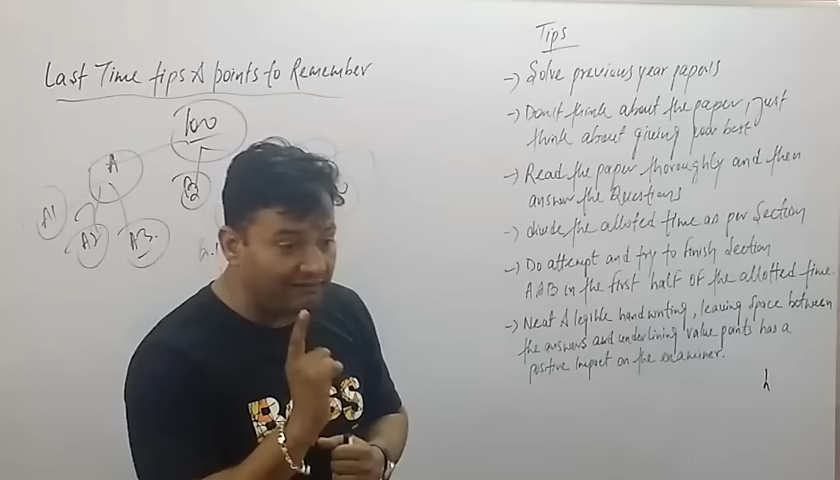 Last Time tips & points to Remember
100
A
B
A1
A2
A3.
Tips
-) Solve previous year papers
-) Don't think about the paper, just
think about giving your best
-) Read the paper thoroughly and then
answer the Questions
-) divide the alloted time as per Section
-) Do attempt and try to finish Section
A&B in the first half of the allotted time.
-) Neat & legible handwriting, leaving space between
the answers and underlining value points has a
positive impact on the examiner.